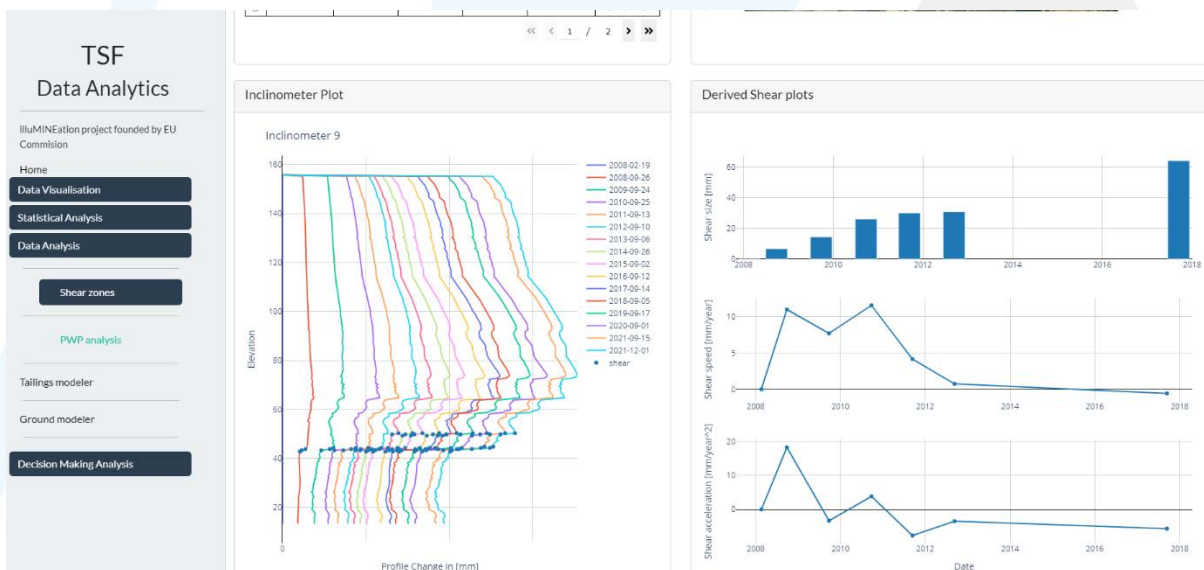 TSF
Data Analytics
IlluMINEation project founded by EU
Commision
Home
Data Visualisation
Statistical Analysis
Data Analysis
Shear zones
PWP analysis
Tailings modeler
Ground modeler
Decision Making Analysis
« < 1 / 2 > »
Inclinometer Plot
Inclinometer 9
160
140
120
100
80
60
40
20
0
Elevation
Profile Change in [mm]
2008-02-19
2008-09-26
2009-09-24
2010-09-25
2011-09-13
2012-09-10
2013-09-06
2014-09-26
2015-09-02
2016-09-12
2017-09-14
2018-09-05
2019-09-17
2020-09-01
2021-09-15
2021-12-01
shear
Derived Shear plots
Shear size [mm]
60
40
20
0
2008 2010 2012 2014 2016 2018
Shear speed [mm/year]
10
5
0
2008 2010 2012 2014 2016 2018
Shear acceleration [mm/year^2]
20
10
0
2008 2010 2012 2014 2016 2018
Date